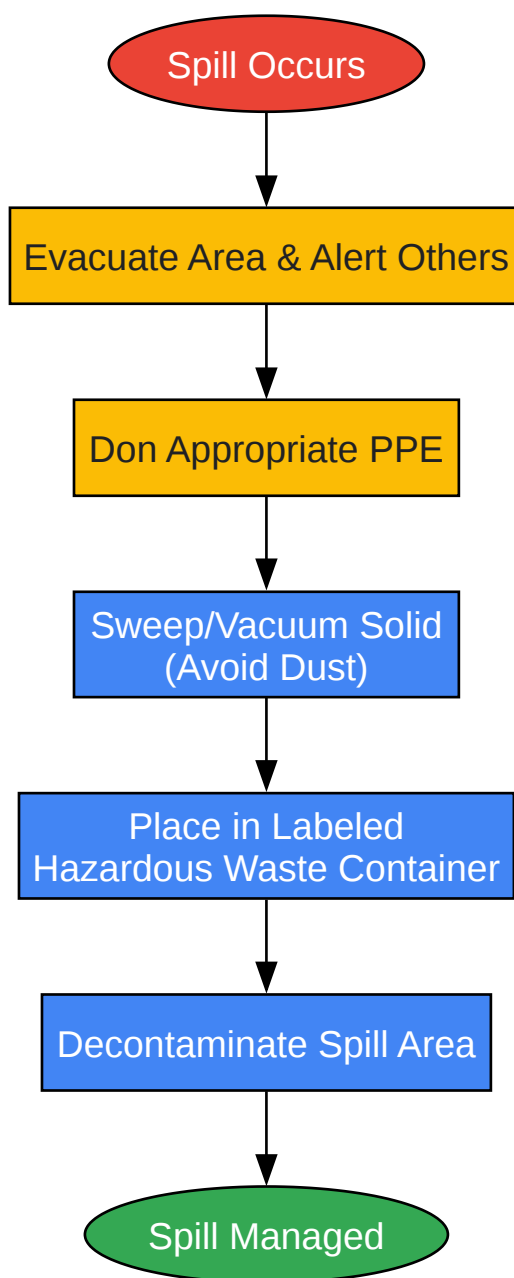 Spill Occurs
Evacuate Area & Alert Others
Don Appropriate PPE
Sweep/Vacuum Solid
(Avoid Dust)
Place in Labeled
Hazardous Waste Container
Decontaminate Spill Area
Spill Managed